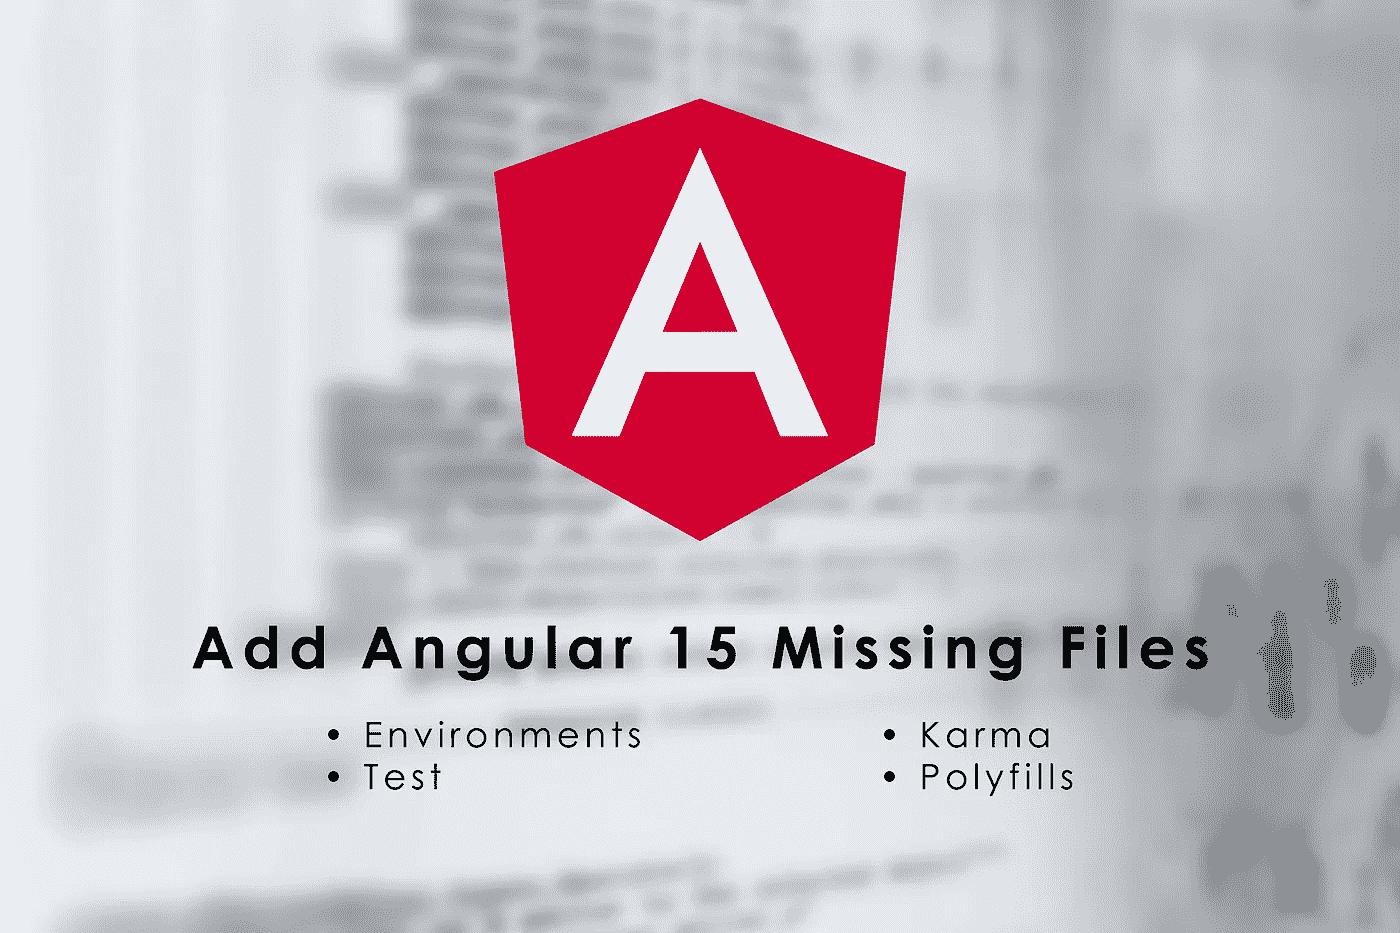 A
Add Angular 15 Missing Files
• Environments
• Test
• Karma
• Polyfills